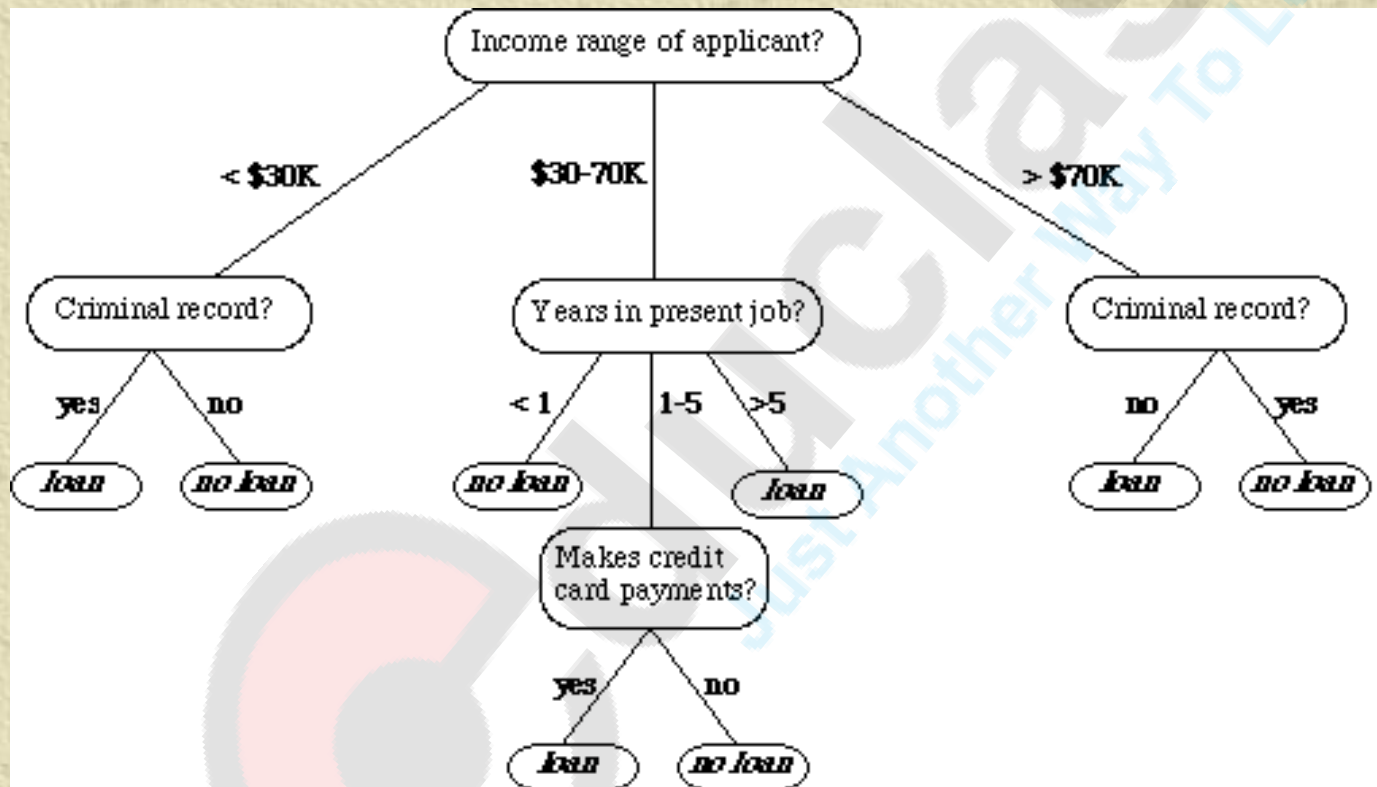 Income range of applicant?
< $30K
$30-70K
> $70K
Criminal record?
Years in present job?
Criminal record?
yes
no
< 1
1-5
>5
no
yes
loan
no loan
no loan
loan
loan
no loan
Makes credit
card payments?
yes
no
loan
no loan
educlas
Just Another Way To L